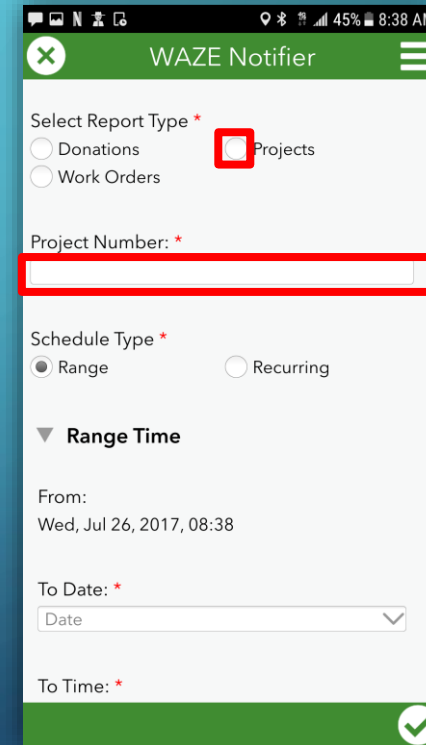 45% 8:38 AM
WAZE Notifier
Select Report Type *
Donations Projects
Work Orders
Project Number: *
Schedule Type *
Range Recurring
Range Time
From:
Wed, Jul 26, 2017, 08:38
To Date: *
Date
To Time: *